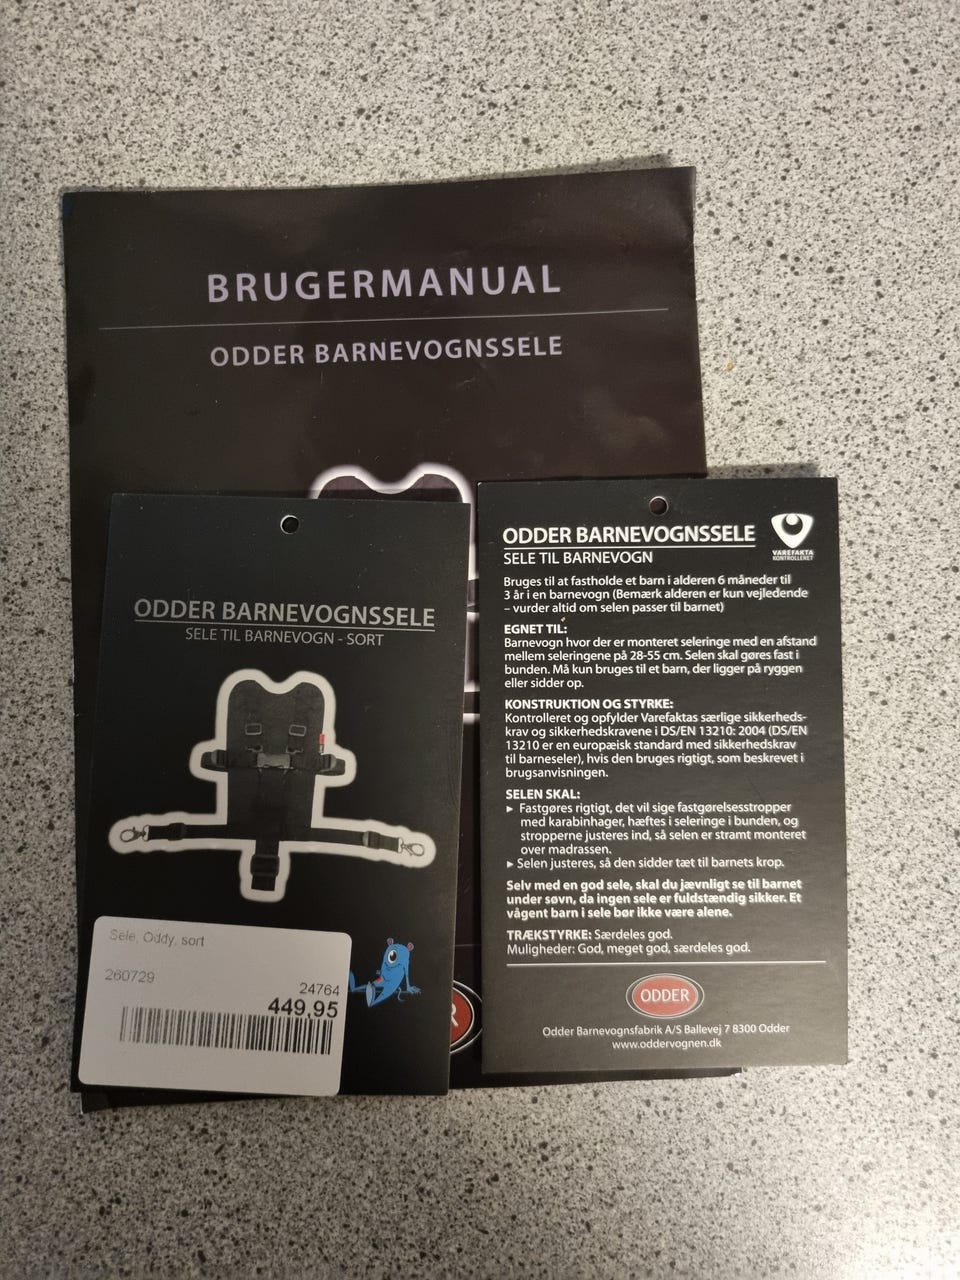 BRUGERMANUAL
ODDER BARNEVOGNSSELE
ODDER BARNEVOGNSSELE
SELE TIL BARNEVOGN - SORT
Sele, Oddy, sort
260729
24764
449,95
R
ODDER BARNEVOGNSSELE
SELE TIL BARNEVOGN
VAREFAKTA
KONTROLLERET
Bruges til at fastholde et barn i alderen 6 måneder til
3 år i en barnevogn (Bemærk alderen er kun vejledende
– vurder altid om selen passer til barnet)
EGNET TIL:
Barnevogn hvor der er monteret seleringe med en afstand
mellem seleringene på 28-55 cm. Selen skal gøres fast i
bunden. Må kun bruges til et barn, der ligger på ryggen
eller sidder op.
KONSTRUKTION OG STYRKE:
Kontrolleret og opfylder Varefaktas særlige sikkerheds-
krav og sikkerhedskravene i DS/EN 13210: 2004 (DS/EN
13210 er en europæisk standard med sikkerhedskrav
til barneseler), hvis den bruges rigtigt, som beskrevet i
brugsanvisningen.
SELEN SKAL:
▸ Fastgøres rigtigt, det vil sige fastgørelsesstropper
med karabinhager, hæftes i seleringe i bunden, og
stropperne justeres ind, så selen er stramt monteret
over madrassen.
▸ Selen justeres, så den sidder tæt til barnets krop.
Selv med en god sele, skal du jævnligt se til barnet
under søvn, da ingen sele er fuldstændig sikker. Et
vågent barn i sele bør ikke være alene.
TRÆKSTYRKE: Særdeles god.
Muligheder: God, meget god, særdeles god.
ODDER
Odder Barnevognsfabrik A/S Ballevej 7 8300 Odder
www.oddervognen.dk